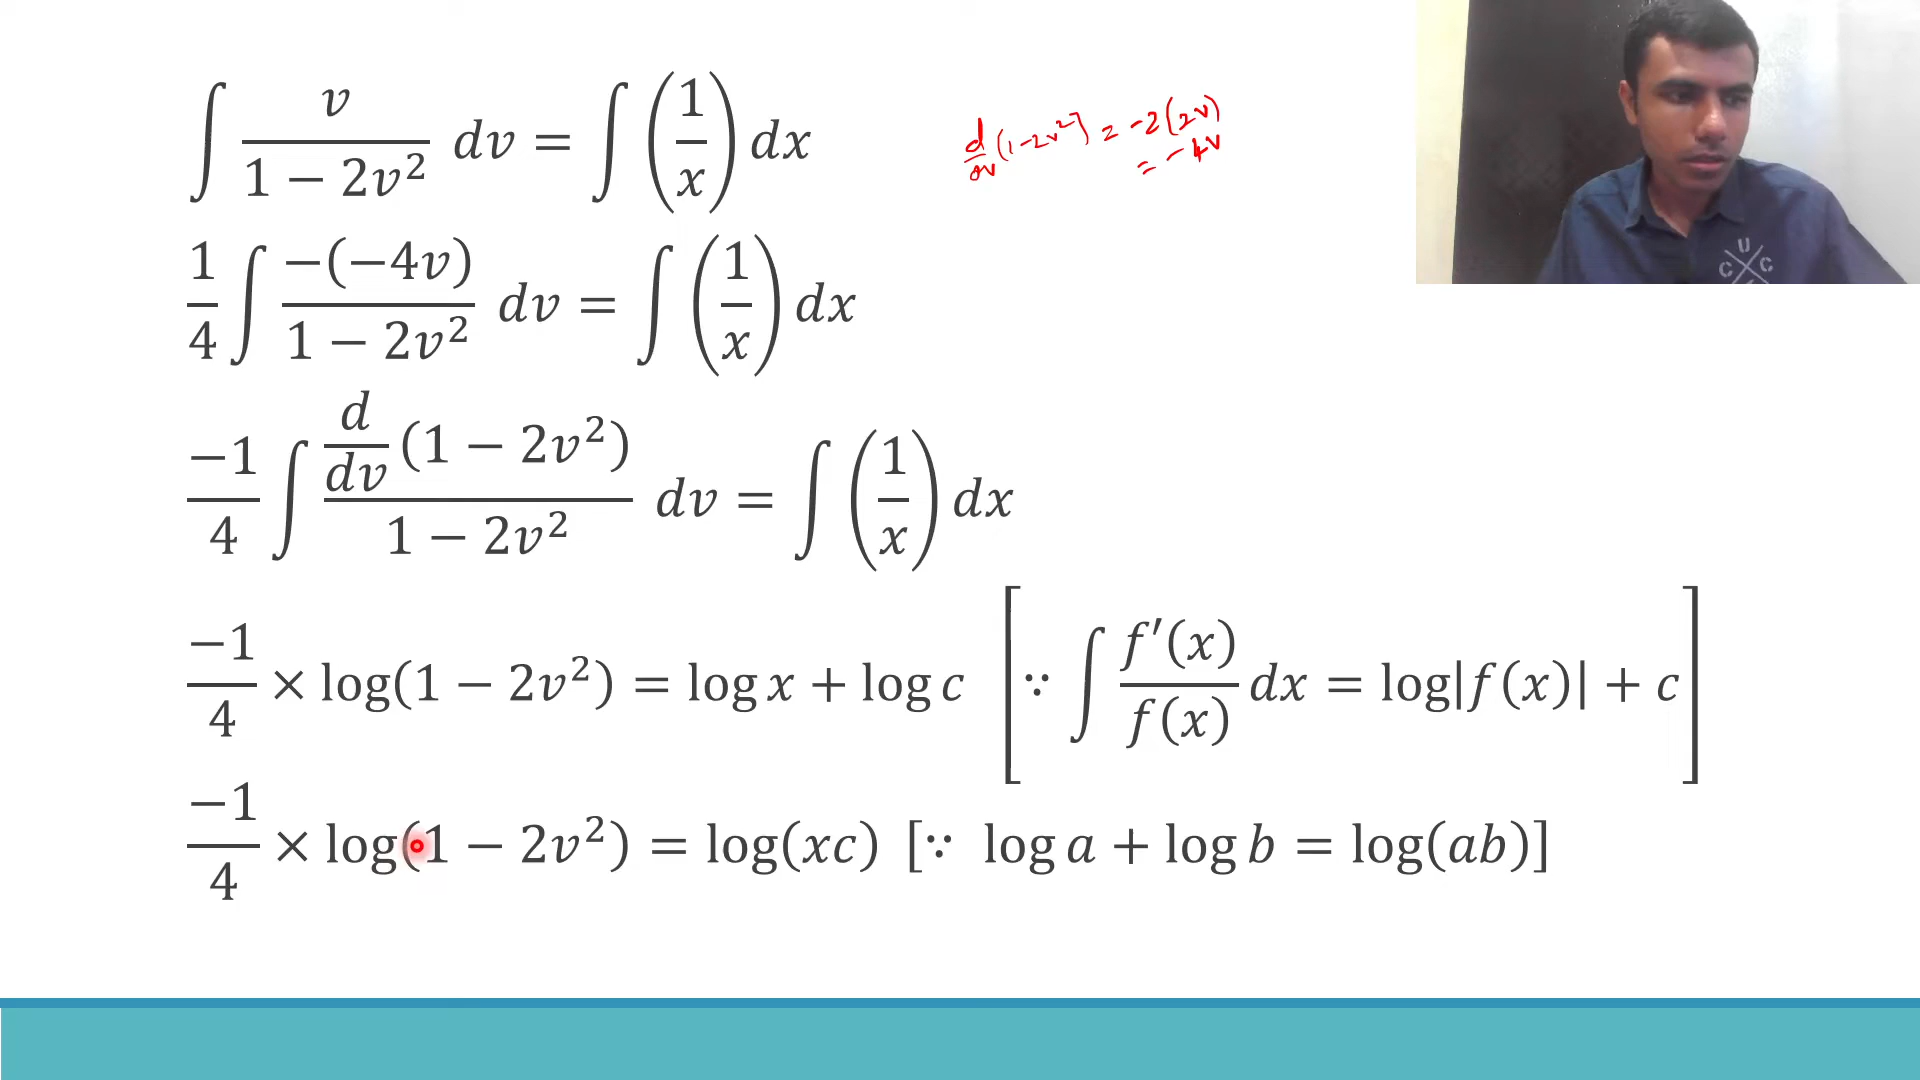 ∫ v / (1 − 2v²) dv = ∫ (1/x) dx
d/dv (1−2v²) = −2(2v)
= −4v
1/4 ∫ −(−4v) / (1 − 2v²) dv = ∫ (1/x) dx
−1/4 ∫ d/dv (1 − 2v²) / (1 − 2v²) dv = ∫ (1/x) dx
−1/4 × log(1 − 2v²) = log x + log c [∵ ∫ f′(x)/f(x) dx = log|f(x)| + c]
−1/4 × log(1 − 2v²) = log(xc) [∵ log a + log b = log(ab)]
U
C C